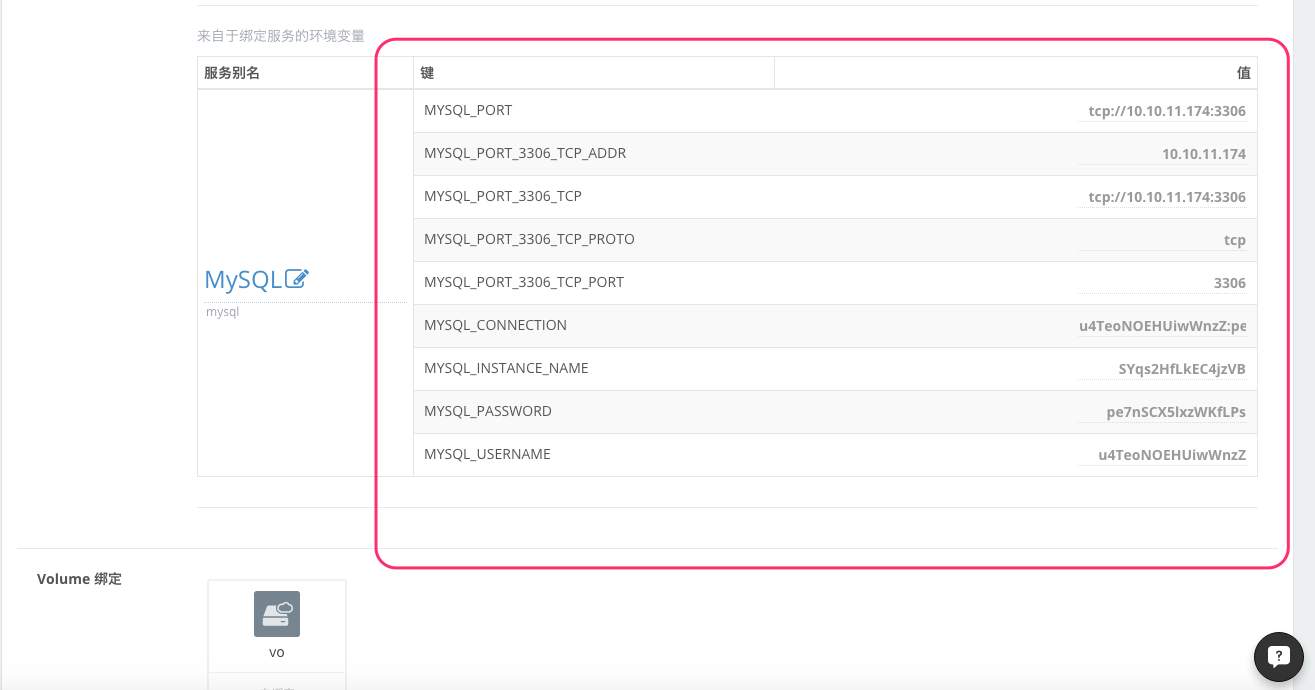 来自于绑定服务的环境变量
服务别名 键 值
MYSQL_PORT tcp://10.10.11.174:3306
MYSQL_PORT_3306_TCP_ADDR 10.10.11.174
MYSQL_PORT_3306_TCP tcp://10.10.11.174:3306
MYSQL_PORT_3306_TCP_PROTO tcp
MySQL
mysql
MYSQL_PORT_3306_TCP_PORT 3306
MYSQL_CONNECTION u4TeoNOEHUiwWnzZ:pe
MYSQL_INSTANCE_NAME SYqs2HfLkEC4jzVB
MYSQL_PASSWORD pe7nSCX5lxzWKfLPs
MYSQL_USERNAME u4TeoNOEHUiwWnzZ
Volume 绑定
vo